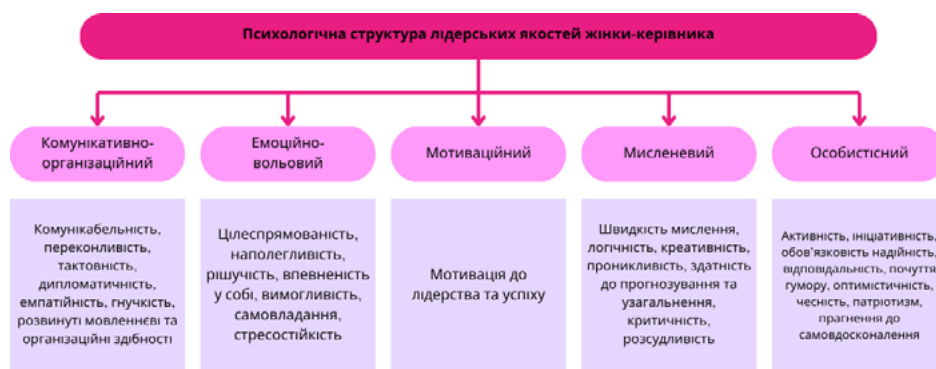 Психологічна структура лідерських якостей жінки-керівника
Комунікативно-
організаційний
Емоційно-
вольовий
Мотиваційний
Мисленевий
Особистісний
Комунікабельність,
переконливість,
тактовність,
дипломатичність,
емпатійність, гнучкість,
розвинуті мовленнєві та
організаційні здібності
Цілеспрямованість,
наполегливість,
рішучість, впевненість
у собі, вимогливість,
самовладання,
стресостійкість
Мотивація до
лідерства та успіху
Швидкість мислення,
логічність, креативність,
проникливість, здатність
до прогнозування та
узагальнення,
критичність,
розсудливість
Активність, ініціативність,
обов'язковість надійність,
відповідальність, почуття
гумору, оптимістичність,
чесність, патріотизм,
прагнення до
самовдосконалення